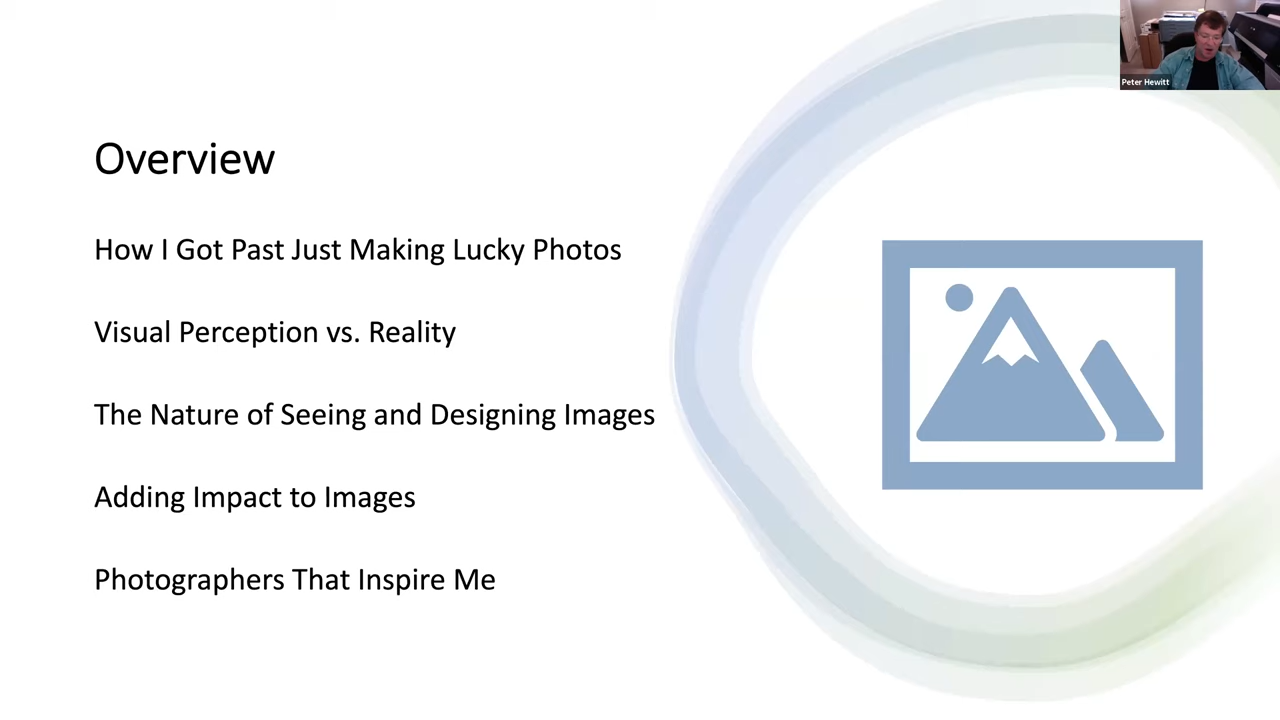 Peter Hewitt
Overview
How I Got Past Just Making Lucky Photos
Visual Perception vs. Reality
The Nature of Seeing and Designing Images
Adding Impact to Images
Photographers That Inspire Me